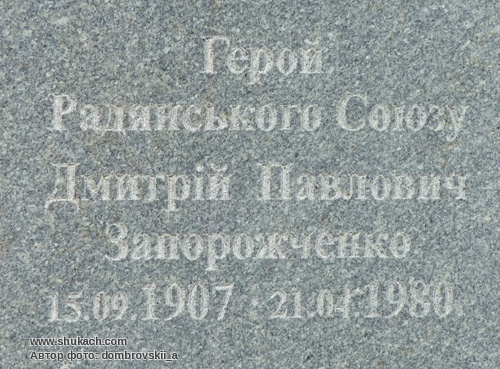 Герой
Радянського Союзу
Дмитрій Павлович
Запорожченко
15.09.1907 - 21.04.1980
www.shukach.com
Автор фото: dombrovskii_a